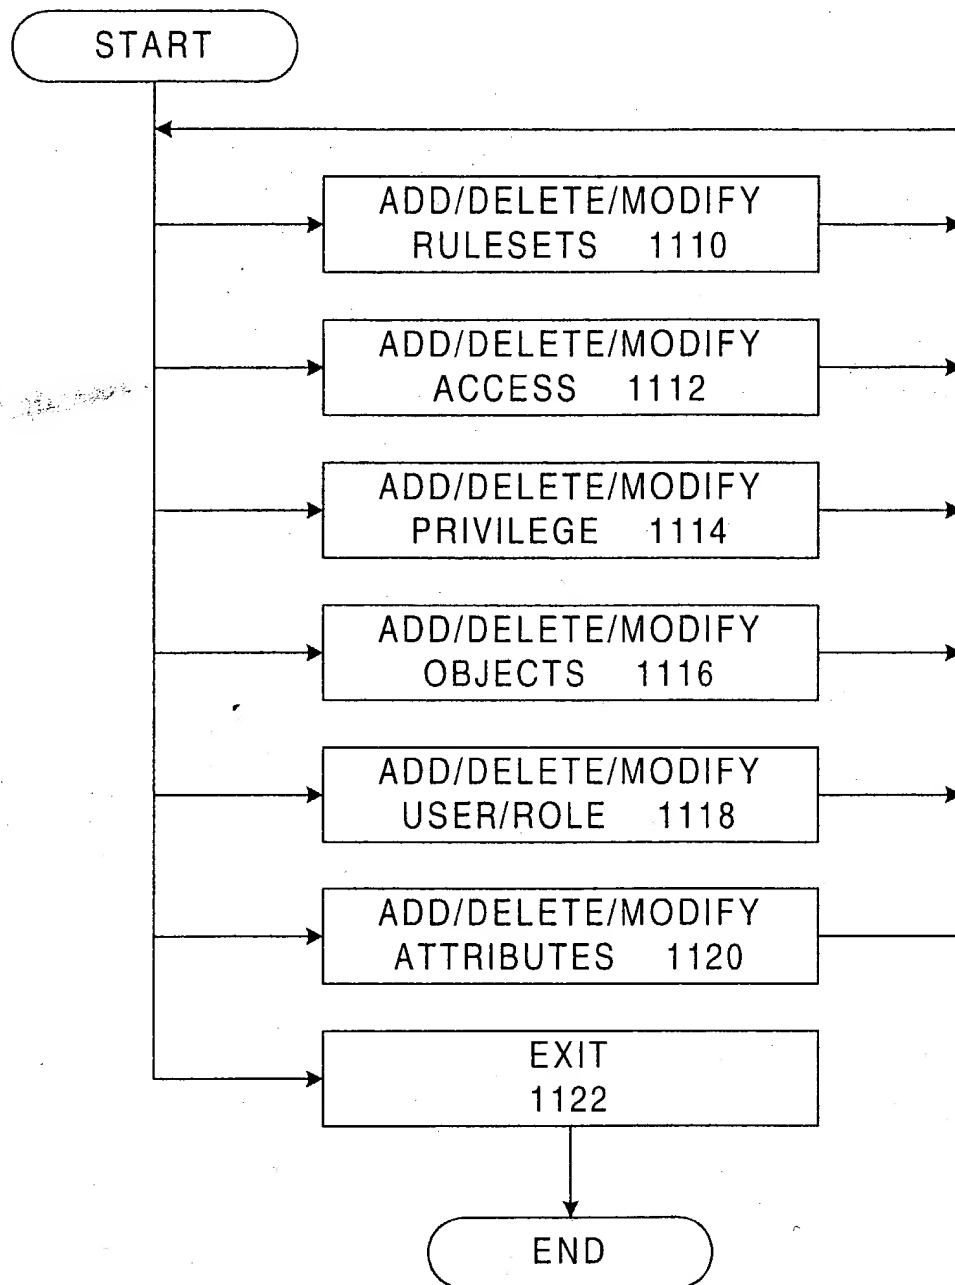 START
ADD/DELETE/MODIFY
RULESETS 1110
ADD/DELETE/MODIFY
ACCESS 1112
ADD/DELETE/MODIFY
PRIVILEGE 1114
ADD/DELETE/MODIFY
OBJECTS 1116
ADD/DELETE/MODIFY
USER/ROLE 1118
ADD/DELETE/MODIFY
ATTRIBUTES 1120
EXIT
1122
END